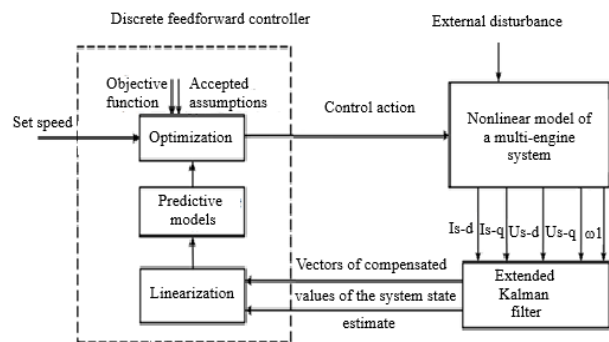 Discrete feedforward controller
External disturbance
Objective
function
Accepted
assumptions
Set speed
Optimization
Control action
Nonlinear model of
a multi-engine
system
Predictive
models
Is-d Is-q Us-d Us-q ω1
Linearization
Vectors of compensated
values of the system state
estimate
Extended
Kalman
filter